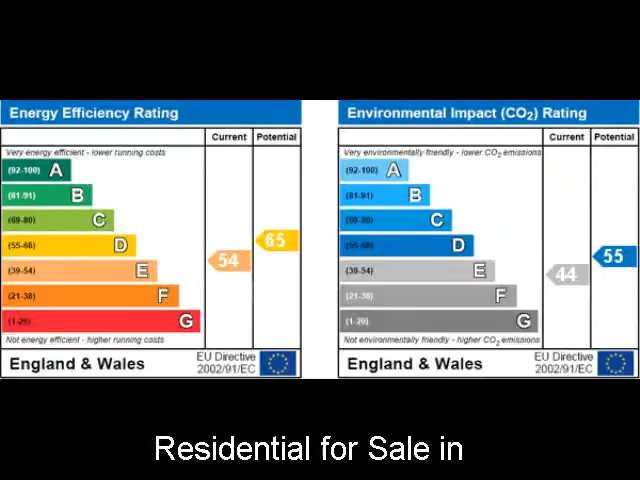 Energy Efficiency Rating
Current Potential
Very energy efficient - lower running costs
(92-100) A
(81-91) B
(69-80) C
(55-68) D
(39-54) E
(21-38) F
(1-20) G
54
65
Not energy efficient - higher running costs
England & Wales
EU Directive
2002/91/EC
Environmental Impact (CO2) Rating
Current Potential
Very environmentally friendly - lower CO2 emissions
(92-100) A
(81-91) B
(69-80) C
(55-68) D
(39-54) E
(21-38) F
(1-20) G
44
55
Not environmentally friendly - higher CO2 emissions
England & Wales
EU Directive
2002/91/EC
Residential for Sale in